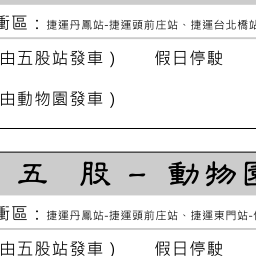 衝區：捷運丹鳳站-捷運頭前庄站、捷運台北橋站
由五股站發車） 假日停駛
由動物園發車）
五 股 － 動物園
衝區：捷運丹鳳站-捷運頭前庄站、捷運東門站-
由五股站發車） 假日停駛